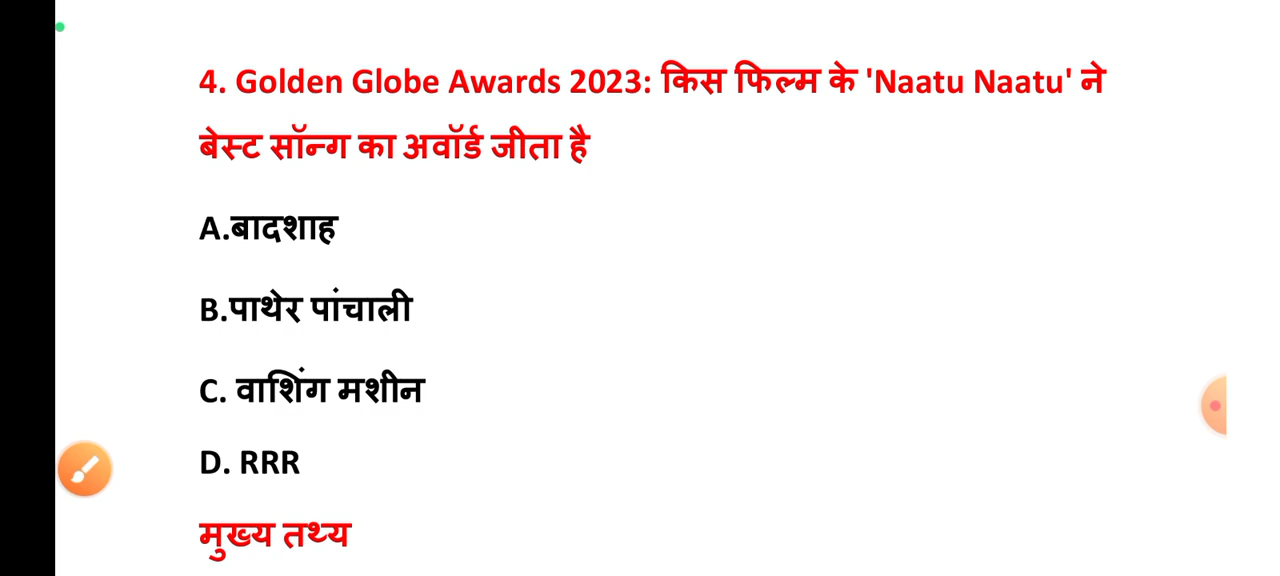 4. Golden Globe Awards 2023: किस फिल्म के 'Naatu Naatu' ने
बेस्ट सॉन्ग का अवॉर्ड जीता है
A.बादशाह
B.पाथेर पांचाली
C. वाशिंग मशीन
D. RRR
मुख्य तथ्य